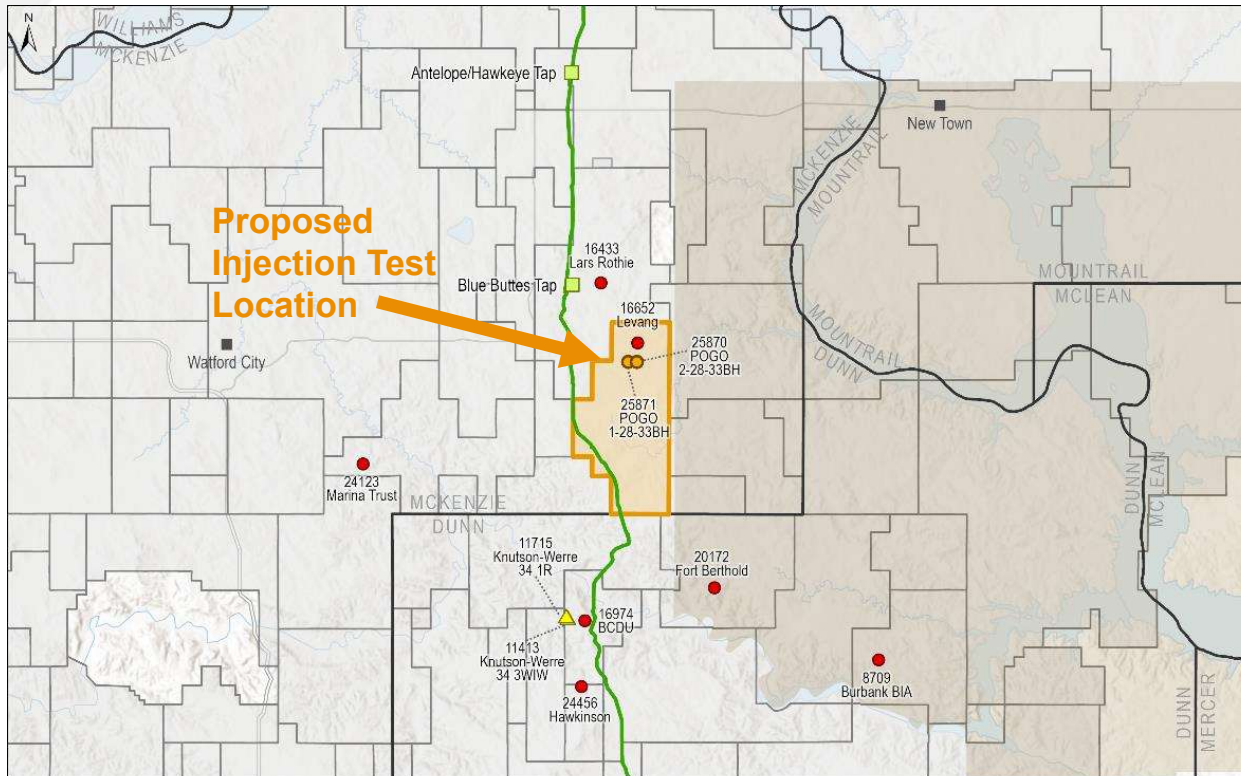 N
WILLIAMS
MCKENZIE
Antelope/Hawkeye Tap
New Town
MCKENZIE
MOUNTRAIL
Proposed
Injection Test
Location
16433
Lars Rothie
Blue Buttes Tap
MOUNTRAIL
MCLEAN
16652
Levang
Watford City
25870
POGO
2-28-33BH
MOUNTRAIL
DUNN
25871
POGO
1-28-33BH
24123
Marina Trust
MCKENZIE
DUNN
DUNN
MCLEAN
11715
Knutson-Werre
34 1R
20172
Fort Berthold
16974
BCDU
11413
Knutson-Werre
34 3WIW
8709
Burbank BIA
24456
Hawkinson
DUNN
MERCER